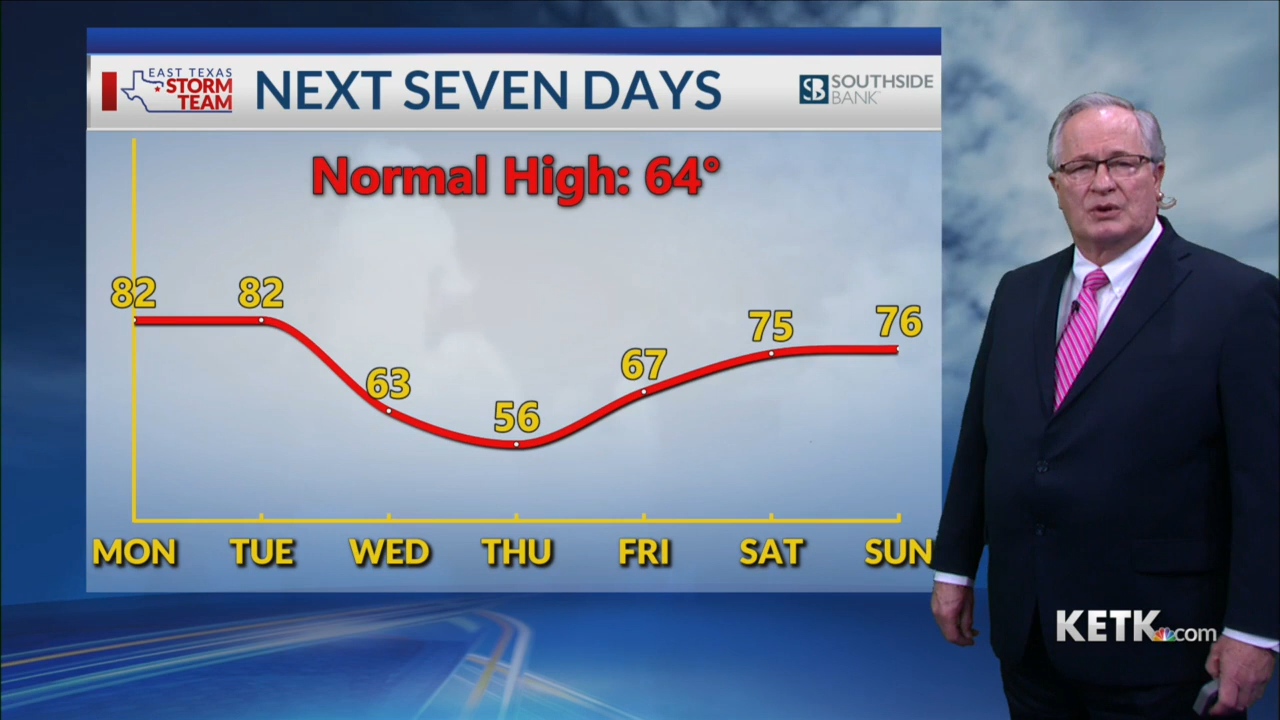 EAST TEXAS
STORM
TEAM
NEXT SEVEN DAYS
SOUTHSIDE
BANK
SB
Normal High: 64°
82 82 63 56 67 75 76
MON TUE WED THU FRI SAT SUN
KETK.com